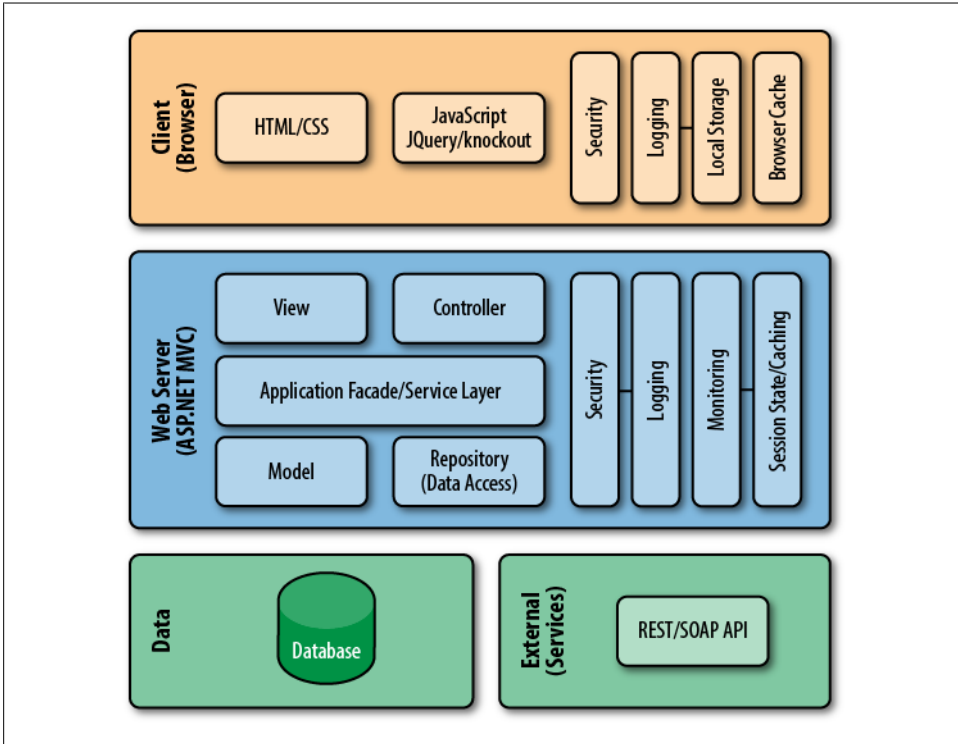 Client
(Browser)
HTML/CSS
JavaScript
JQuery/knockout
Security
Logging
Local Storage
Browser Cache
Web Server
(ASP.NET MVC)
View
Controller
Application Facade/Service Layer
Model
Repository
(Data Access)
Security
Logging
Monitoring
Session State/Caching
Data
Database
External
(Services)
REST/SOAP API